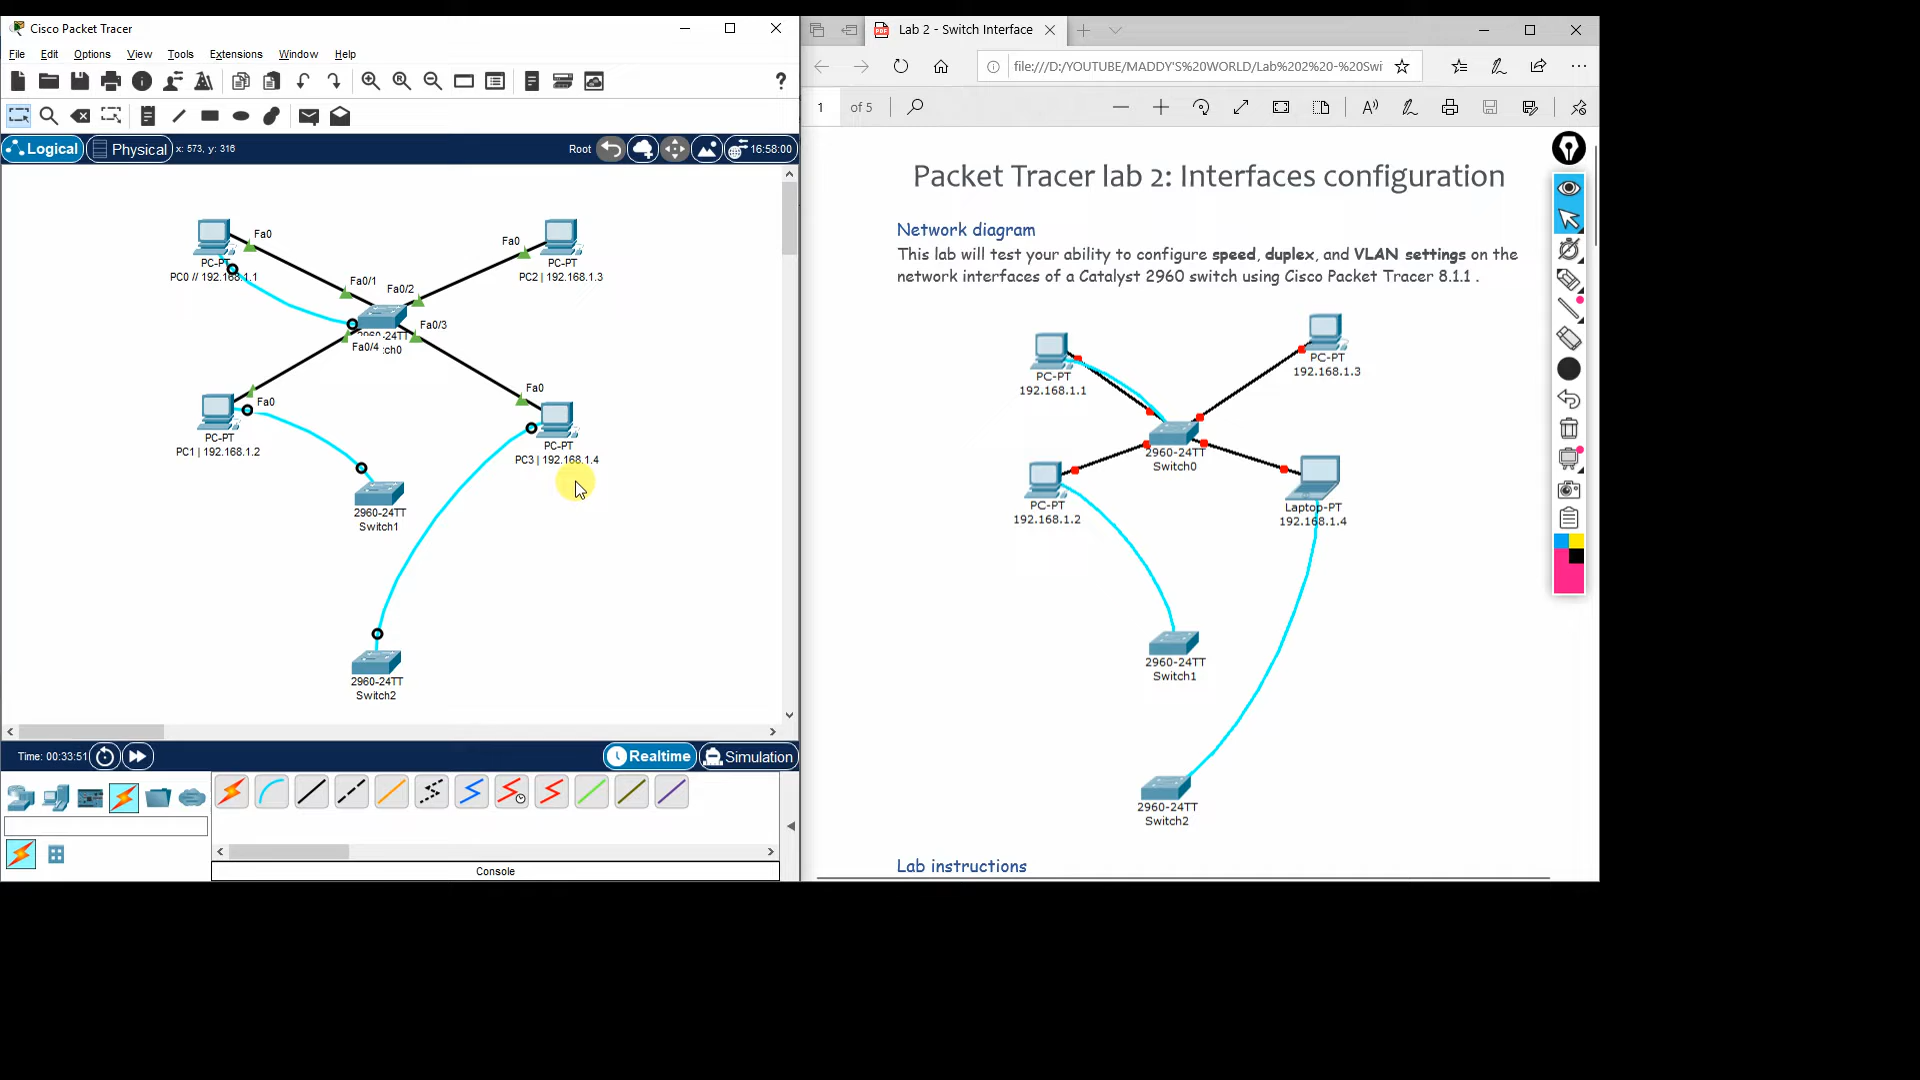 Cisco Packet Tracer
File Edit Options View Tools Extensions Window Help
Logical Physical x: 573, y: 316 Root 16:58:00
Fa0
PC-PT
PC0 // 192.168.1.1
Fa0
PC-PT
PC2 | 192.168.1.3
Fa0/1
Fa0/2
Fa0/3
2960-24TT
Fa0/4 :ch0
Fa0
PC-PT
PC1 | 192.168.1.2
Fa0
PC-PT
PC3 | 192.168.1.4
2960-24TT
Switch1
2960-24TT
Switch2
Time: 00:33:51 Realtime Simulation
Console
Lab 2 - Switch Interface
file:///D:/YOUTUBE/MADDY'S%20WORLD/Lab%202%20-%20Swi
1 of 5
Packet Tracer lab 2: Interfaces configuration
Network diagram
This lab will test your ability to configure speed, duplex, and VLAN settings on the
network interfaces of a Catalyst 2960 switch using Cisco Packet Tracer 8.1.1 .
PC-PT
192.168.1.1
PC-PT
192.168.1.3
2960-24TT
Switch0
PC-PT
192.168.1.2
Laptop-PT
192.168.1.4
2960-24TT
Switch1
2960-24TT
Switch2
Lab instructions